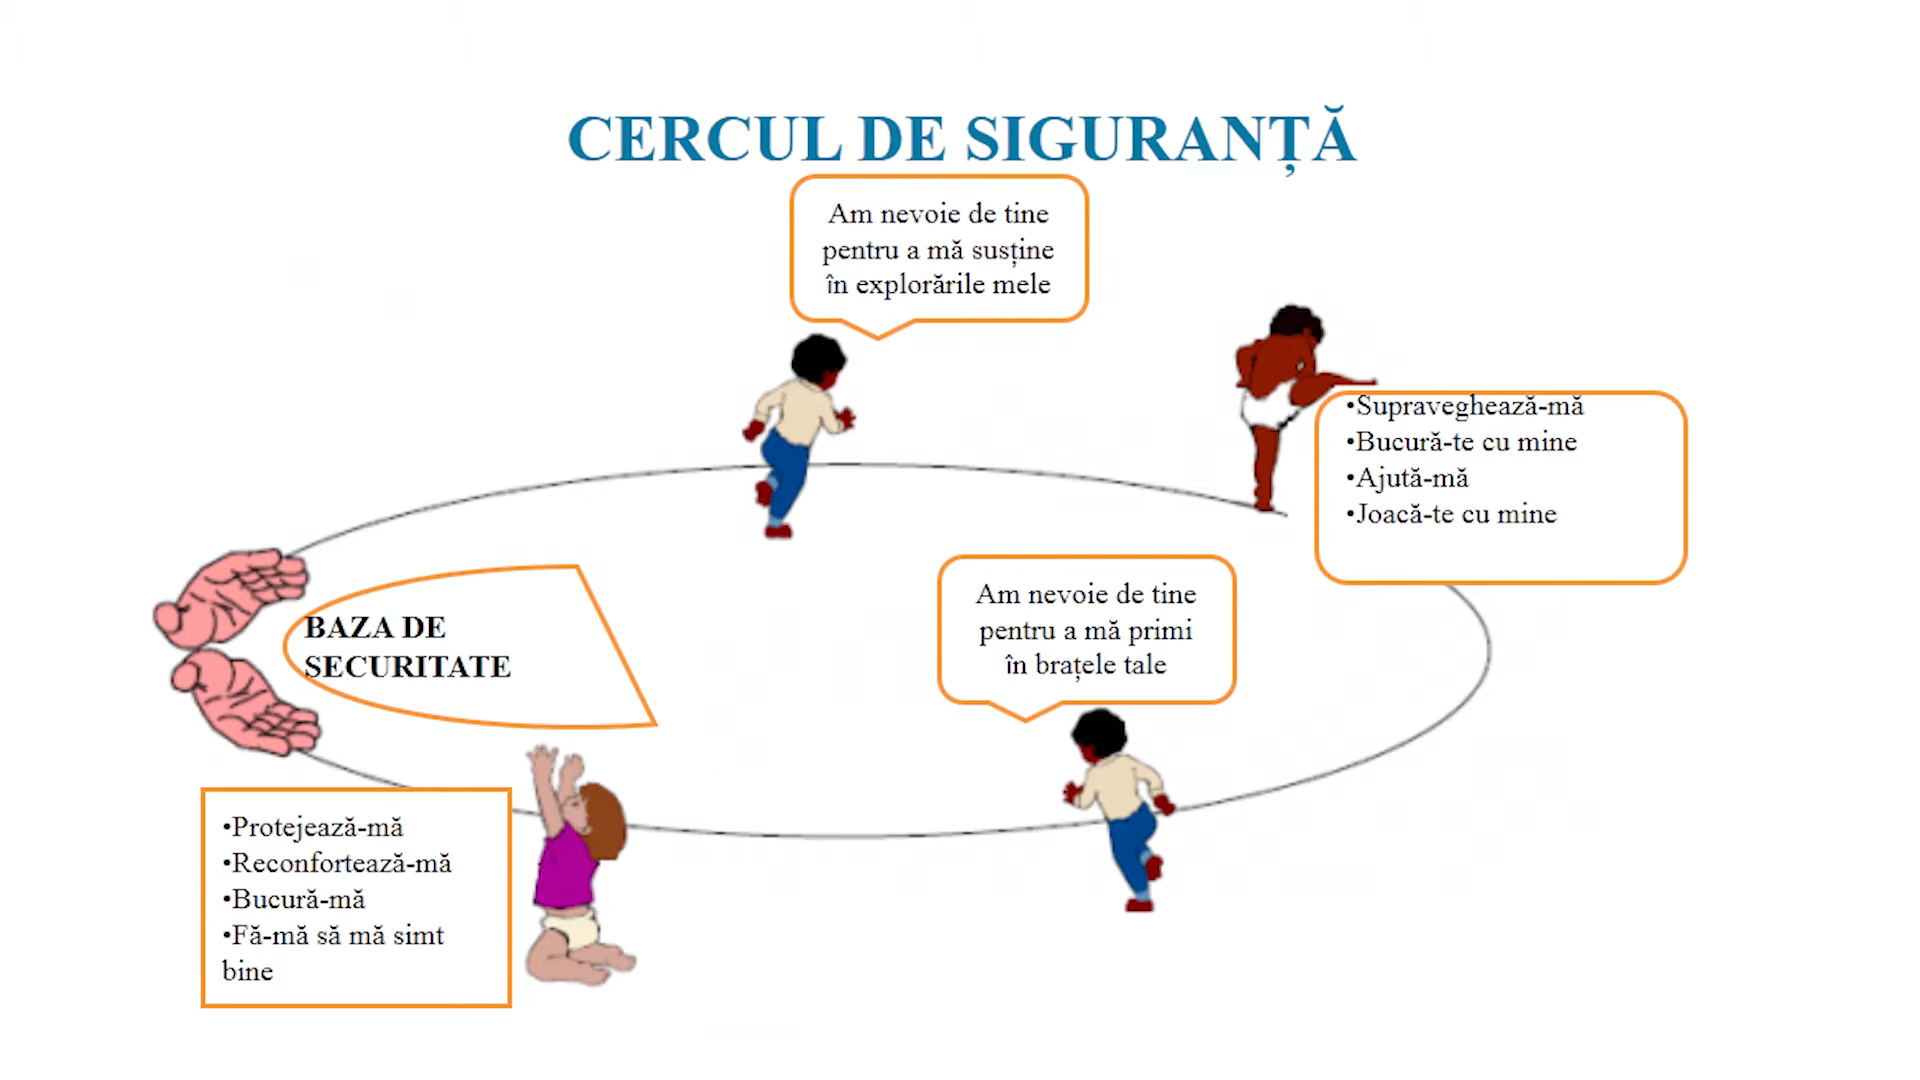 CERCUL DE SIGURANȚĂ
Am nevoie de tine
pentru a mă susține
în explorările mele
•Supraveghează-mă
•Bucură-te cu mine
•Ajută-mă
•Joacă-te cu mine
BAZA DE
SECURITATE
Am nevoie de tine
pentru a mă primi
în brațele tale
•Protejează-mă
•Reconfortează-mă
•Bucură-mă
•Fă-mă să mă simt
bine